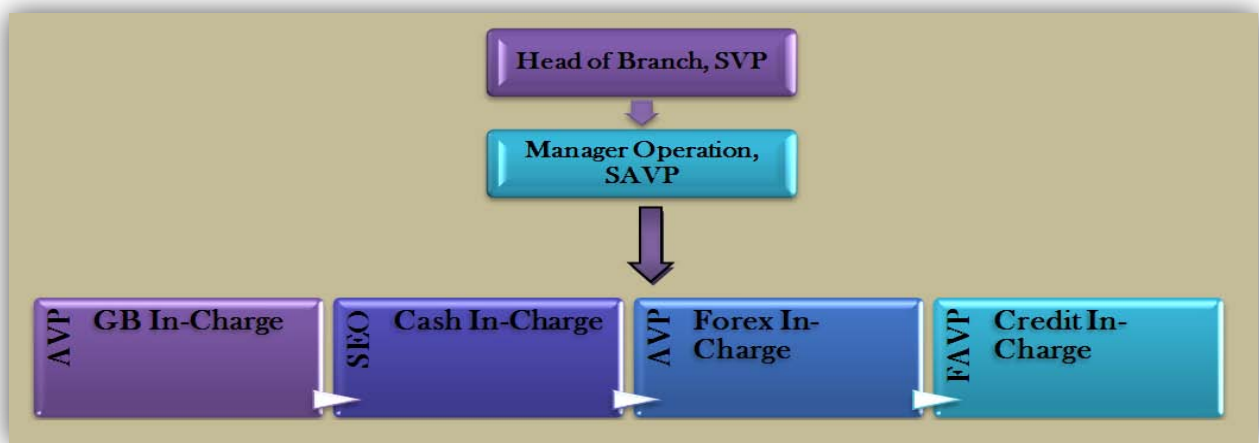 Head of Branch, SVP
Manager Operation,
SAVP
AVP
GB In-Charge
SEO
Cash In-Charge
AVP
Forex In-
Charge
FAVP
Credit In-
Charge